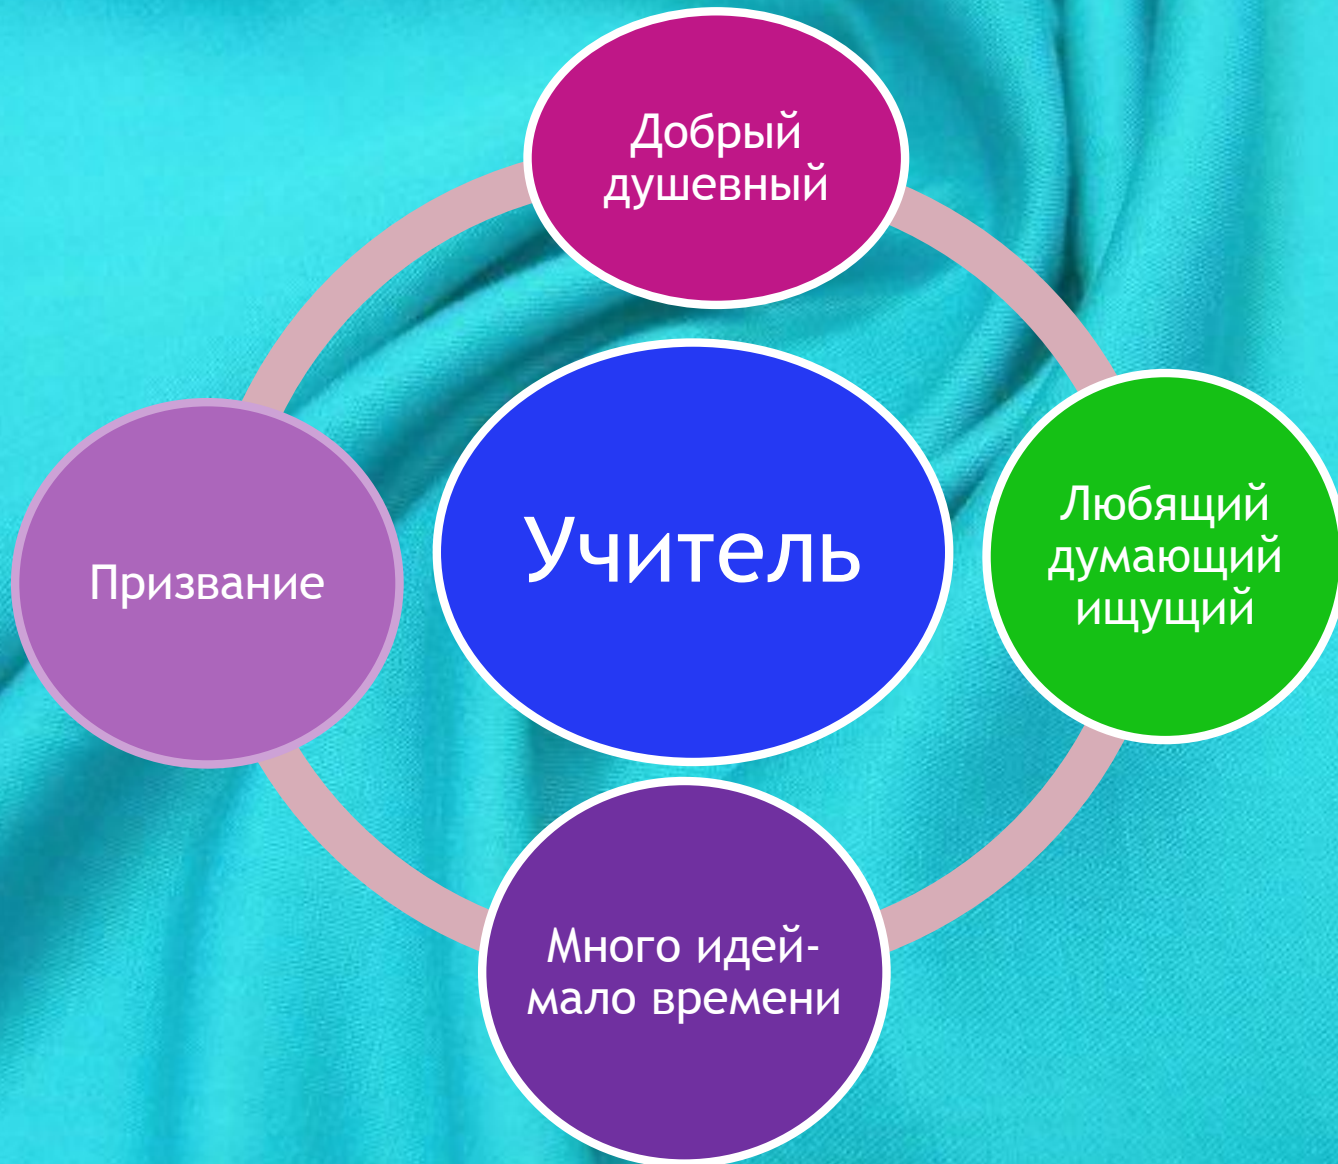 Добрый
душевный
Учитель
Любящий
думающий
ищущий
Призвание
Много идей-
мало времени